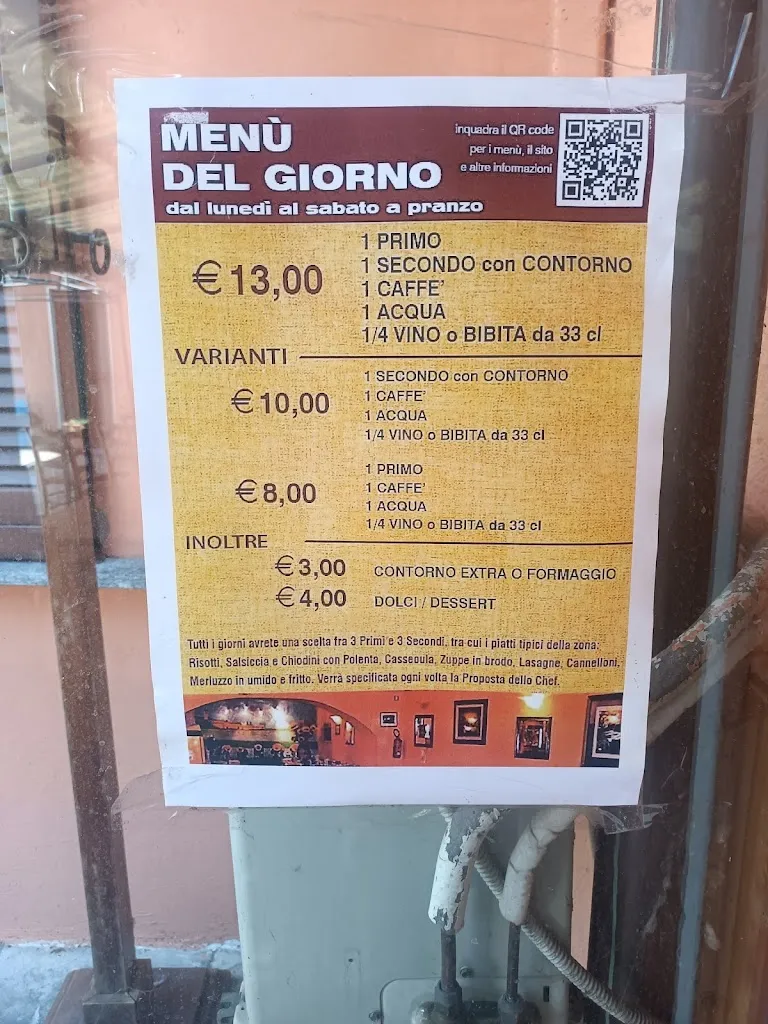 MENÙ
DEL GIORNO
dal lunedì al sabato a pranzo
inquadra il QR code
per i menù, il sito
e altre informazioni
€ 13,00
1 PRIMO
1 SECONDO con CONTORNO
1 CAFFE'
1 ACQUA
1/4 VINO o BIBITA da 33 cl
VARIANTI
€ 10,00
1 SECONDO con CONTORNO
1 CAFFE'
1 ACQUA
1/4 VINO o BIBITA da 33 cl
€ 8,00
1 PRIMO
1 CAFFE'
1 ACQUA
1/4 VINO o BIBITA da 33 cl
INOLTRE
€ 3,00 CONTORNO EXTRA O FORMAGGIO
€ 4,00 DOLCI / DESSERT
Tutti i giorni avrete una scelta fra 3 Primi e 3 Secondi, tra cui i piatti tipici della zona:
Risotti, Salsiccia e Chiodini con Polenta, Casseoula, Zuppe in brodo, Lasagne, Cannelloni,
Merluzzo in umido e fritto. Verrà specificata ogni volta la Proposta dello Chef.